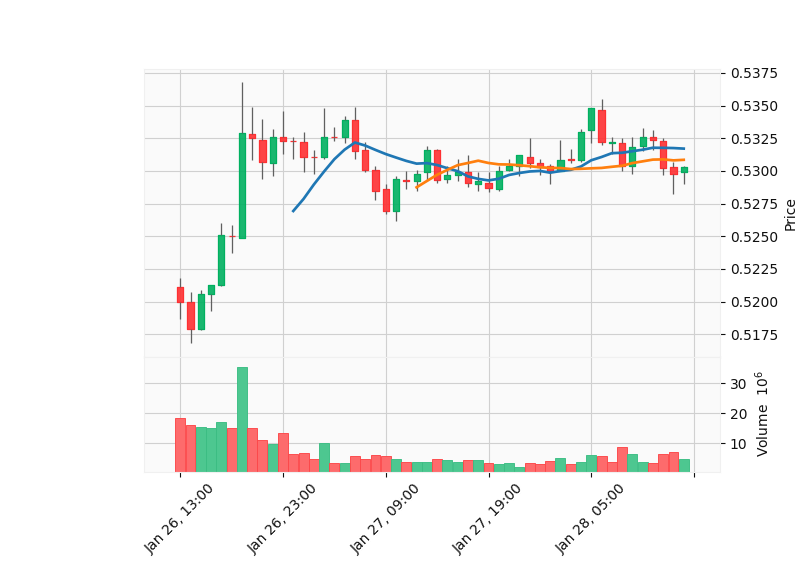 0.5375
0.5350
0.5325
0.5300
0.5275
0.5250
0.5225
0.5200
0.5175
Price
30
20
10
Volume 10⁶
Jan 26, 13:00
Jan 26, 23:00
Jan 27, 09:00
Jan 27, 19:00
Jan 28, 05:00